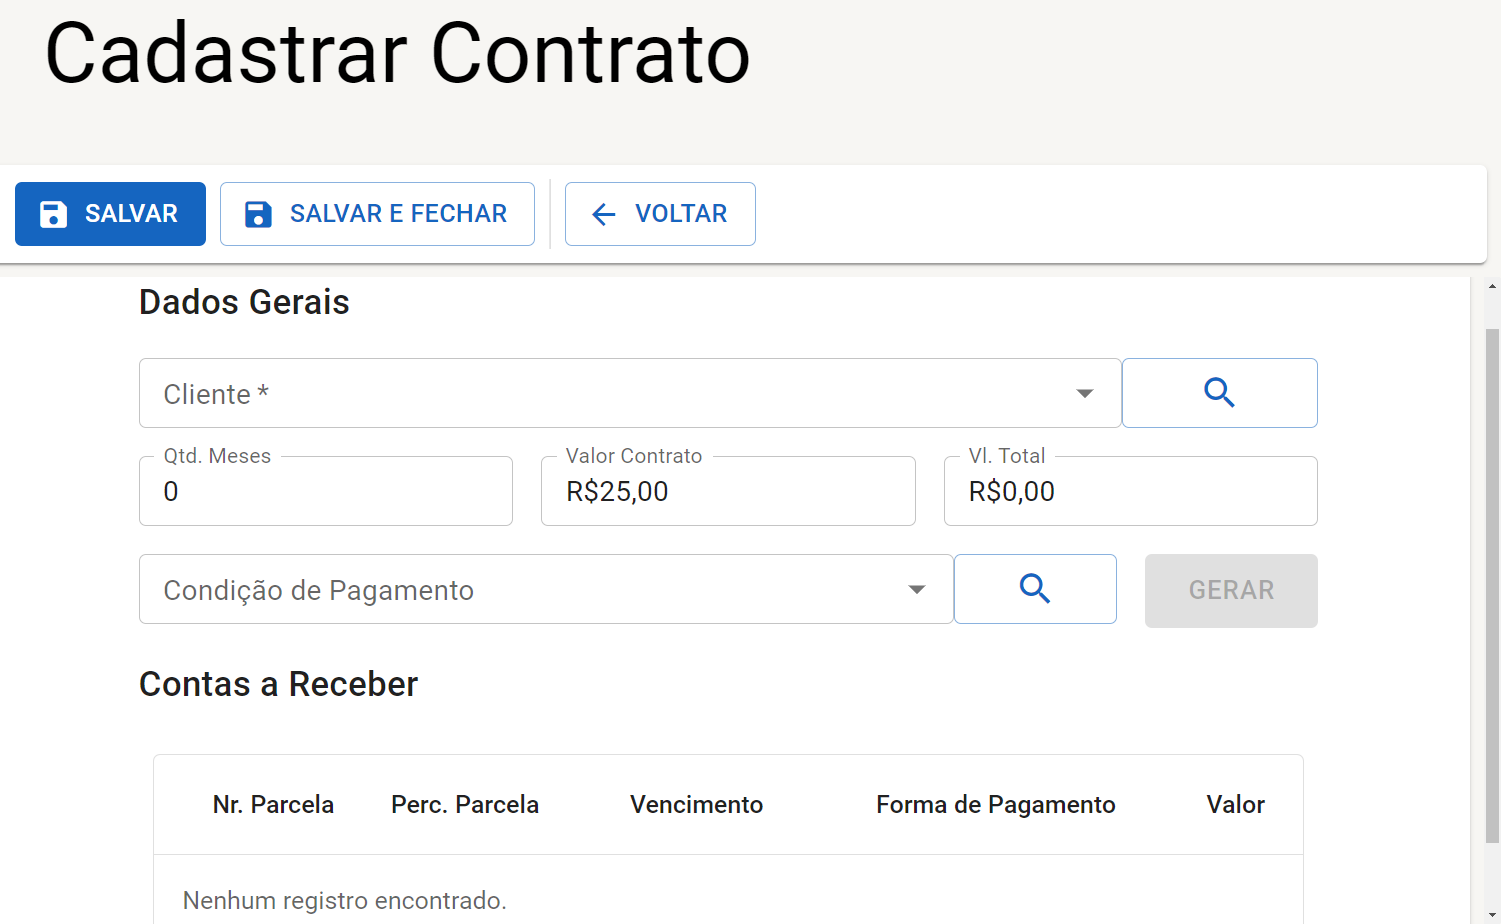 Cadastrar Contrato
SALVAR SALVAR E FECHAR VOLTAR
Dados Gerais
Cliente *
Qtd. Meses Valor Contrato Vl. Total
0 R$25,00 R$0,00
Condição de Pagamento GERAR
Contas a Receber
Nr. Parcela Perc. Parcela Vencimento Forma de Pagamento Valor
Nenhum registro encontrado.